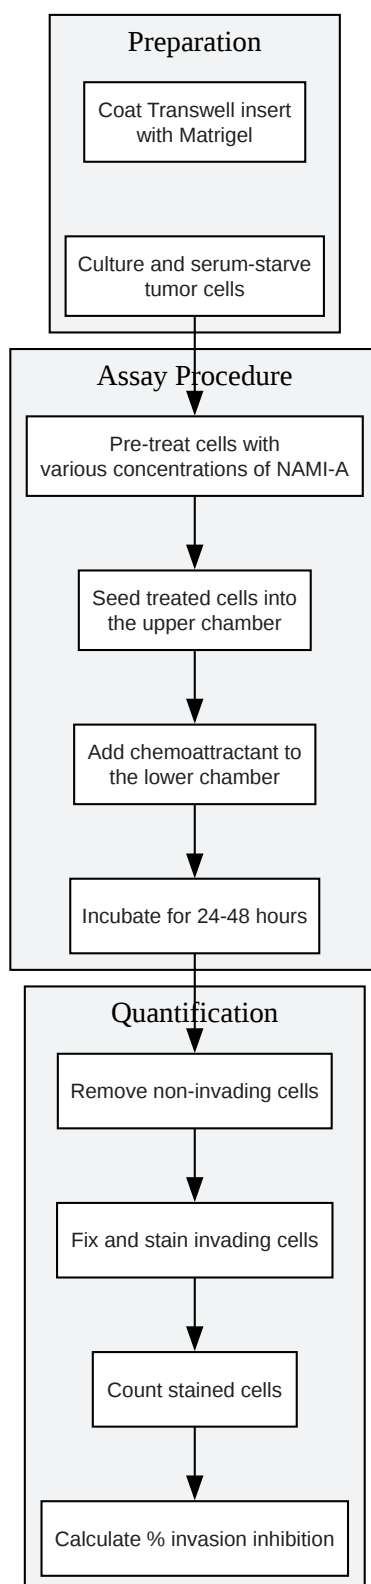 Preparation
Coat Transwell insert
with Matrigel
Culture and serum-starve
tumor cells
Assay Procedure
Pre-treat cells with
various concentrations of NAMI-A
Seed treated cells into
the upper chamber
Add chemoattractant to
the lower chamber
Incubate for 24-48 hours
Quantification
Remove non-invading cells
Fix and stain invading cells
Count stained cells
Calculate % invasion inhibition